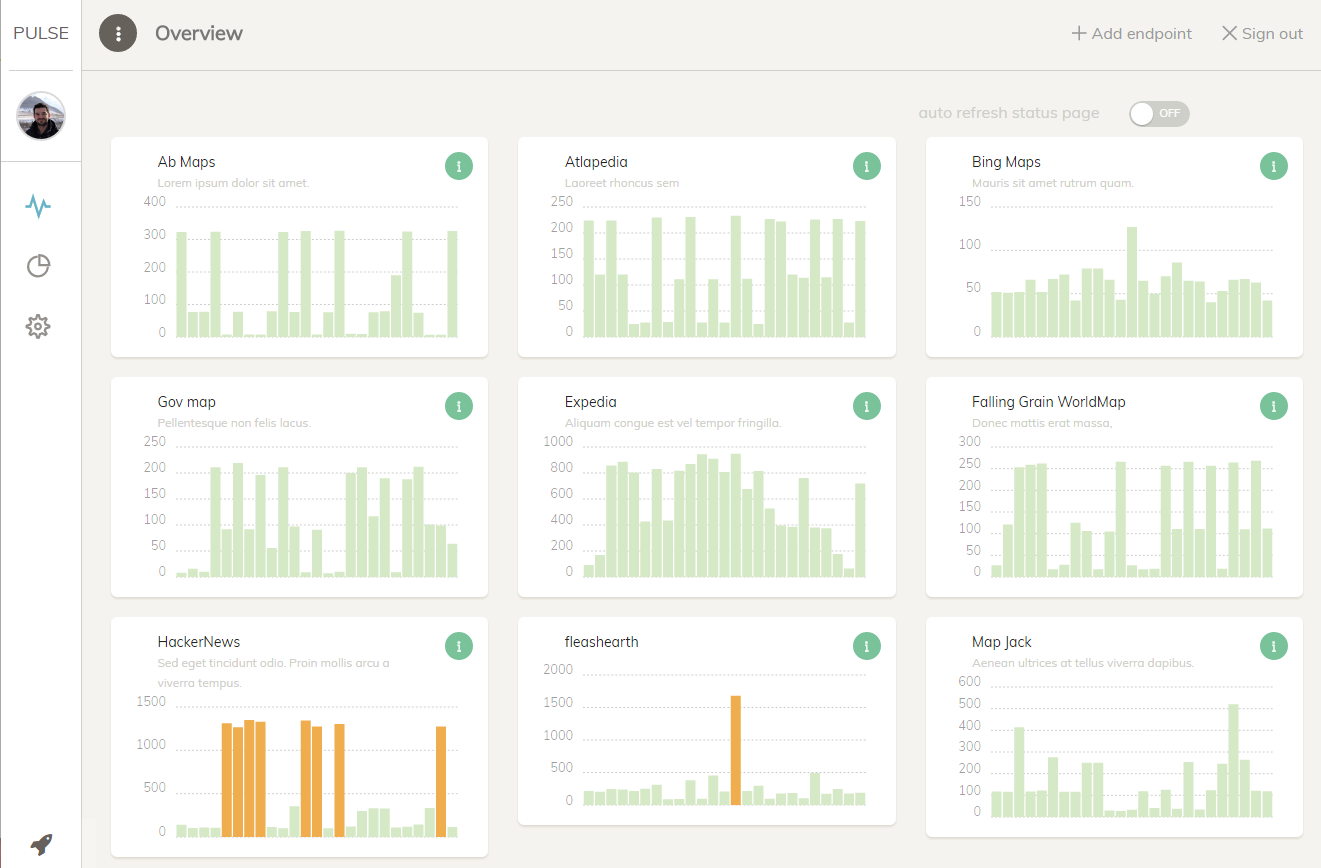 PULSE
Overview
Add endpoint
Sign out
auto refresh status page
OFF
Ab Maps
Lorem ipsum dolor sit amet.
400
300
200
100
0
Atlapedia
Laoreet rhoncus sem
250
200
150
100
50
0
Bing Maps
Mauris sit amet rutrum quam.
150
100
50
0
Gov map
Pellentesque non felis lacus.
250
200
150
100
50
0
Expedia
Aliquam congue est vel tempor fringilla.
1000
800
600
400
200
0
Falling Grain WorldMap
Donec mattis erat massa,
300
250
200
150
100
50
0
HackerNews
Sed eget tincidunt odio. Proin mollis arcu a
viverra tempus.
1500
1000
500
0
fleashearth
2000
1500
1000
500
0
Map Jack
Aenean ultrices at tellus viverra dapibus.
600
500
400
300
200
100
0